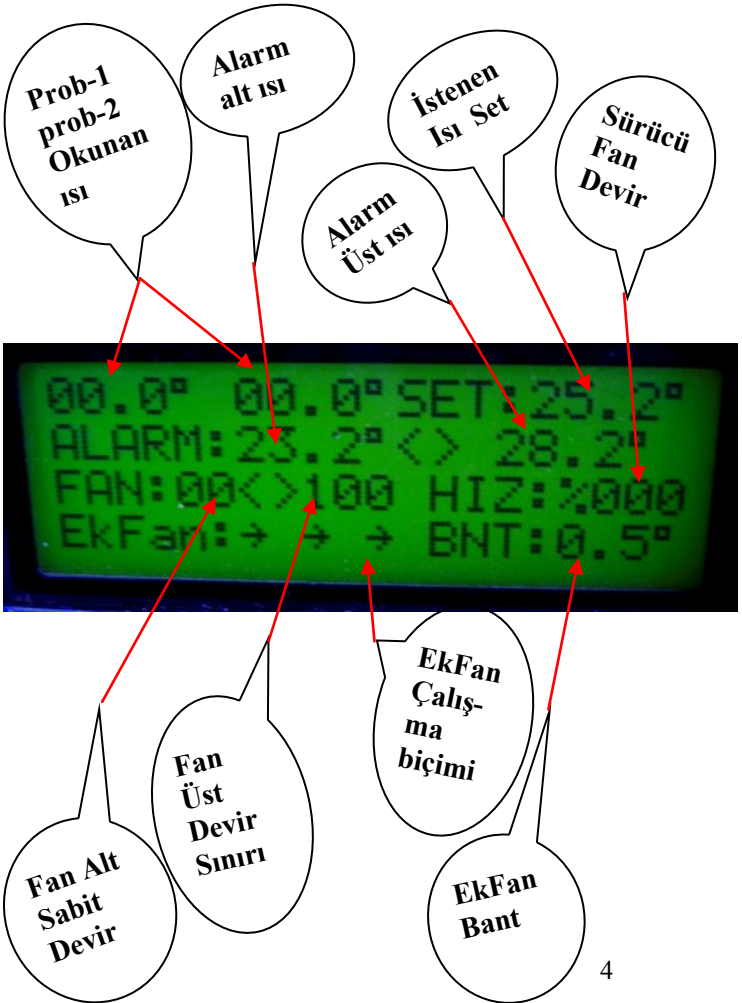 Prob-1
prob-2
Okunan
ısı
Alarm
alt ısı
Alarm
Üst ısı
İstenen
Isı Set
Sürücü
Fan
Devir
00.0° 00.0° SET:25.2°
ALARM:23.2° <> 28.2°
FAN:00<>100 HIZ:%000
EkFan:→ → → BNT:0.5°
Fan Alt
Sabit
Devir
Fan
Üst
Devir
Sınırı
EkFan
Çalış-
ma
biçimi
EkFan
Bant
4